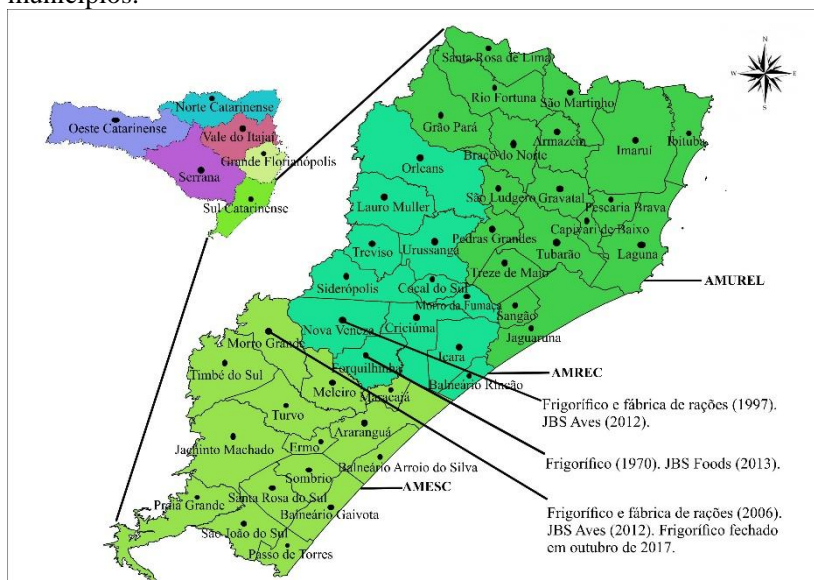 municípios.
N
W
E
S
Norte Catarinense
Oeste Catarinense
Vale do Itajaí
Grande Florianópolis
Serrana
Sul Catarinense
Santa Rosa de Lima
Rio Fortuna
São Martinho
Grão Pará
Armazém
Braço do Norte
Imaruí
Ibituba
Orleans
São Ludgero
Gravatal
Lauro Muller
Pescaria Brava
Capivari de Baixo
Pedras Grandes
Treviso
Urussanga
Tubarão
Laguna
Treze de Maio
Siderópolis
Cocal do Sul
Morro da Fumaça
AMUREL
Sangão
Nova Veneza
Criciúma
Jaguaruna
Morro Grande
Içara
Forquilhinha
Timbé do Sul
Balneário Rincão
AMREC
Meleiro
Maracajá
Turvo
Araranguá
Jachinto Machado
Ermo
Balneário Arroio do Silva
Sombrio
AMESC
Praia Grande
Santa Rosa do Sul
Balneário Gaivota
São João do Sul
Passo de Torres
Frigorífico e fábrica de rações (1997).
JBS Aves (2012).
Frigorífico (1970). JBS Foods (2013).
Frigorífico e fábrica de rações (2006).
JBS Aves (2012). Frigorífico fechado
em outubro de 2017.